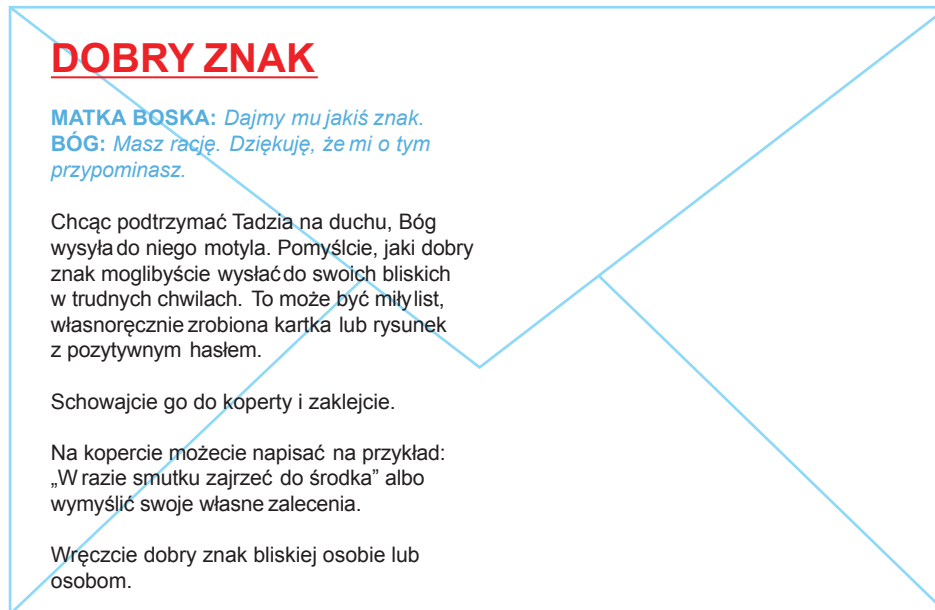 DOBRY ZNAK
MATKA BOSKA: Dajmy mu jakiś znak.
BÓG: Masz rację. Dziękuję, że mi o tym
przypominasz.
Chcąc podtrzymać Tadzia na duchu, Bóg
wysyła do niego motyla. Pomyślcie, jaki dobry
znak moglibyście wysłać do swoich bliskich
w trudnych chwilach. To może być miły list,
własnoręcznie zrobiona kartka lub rysunek
z pozytywnym hasłem.
Schowajcie go do koperty i zaklejcie.
Na kopercie możecie napisać na przykład:
„W razie smutku zajrzeć do środka” albo
wymyślić swoje własne zalecenia.
Wręczcie dobry znak bliskiej osobie lub
osobom.